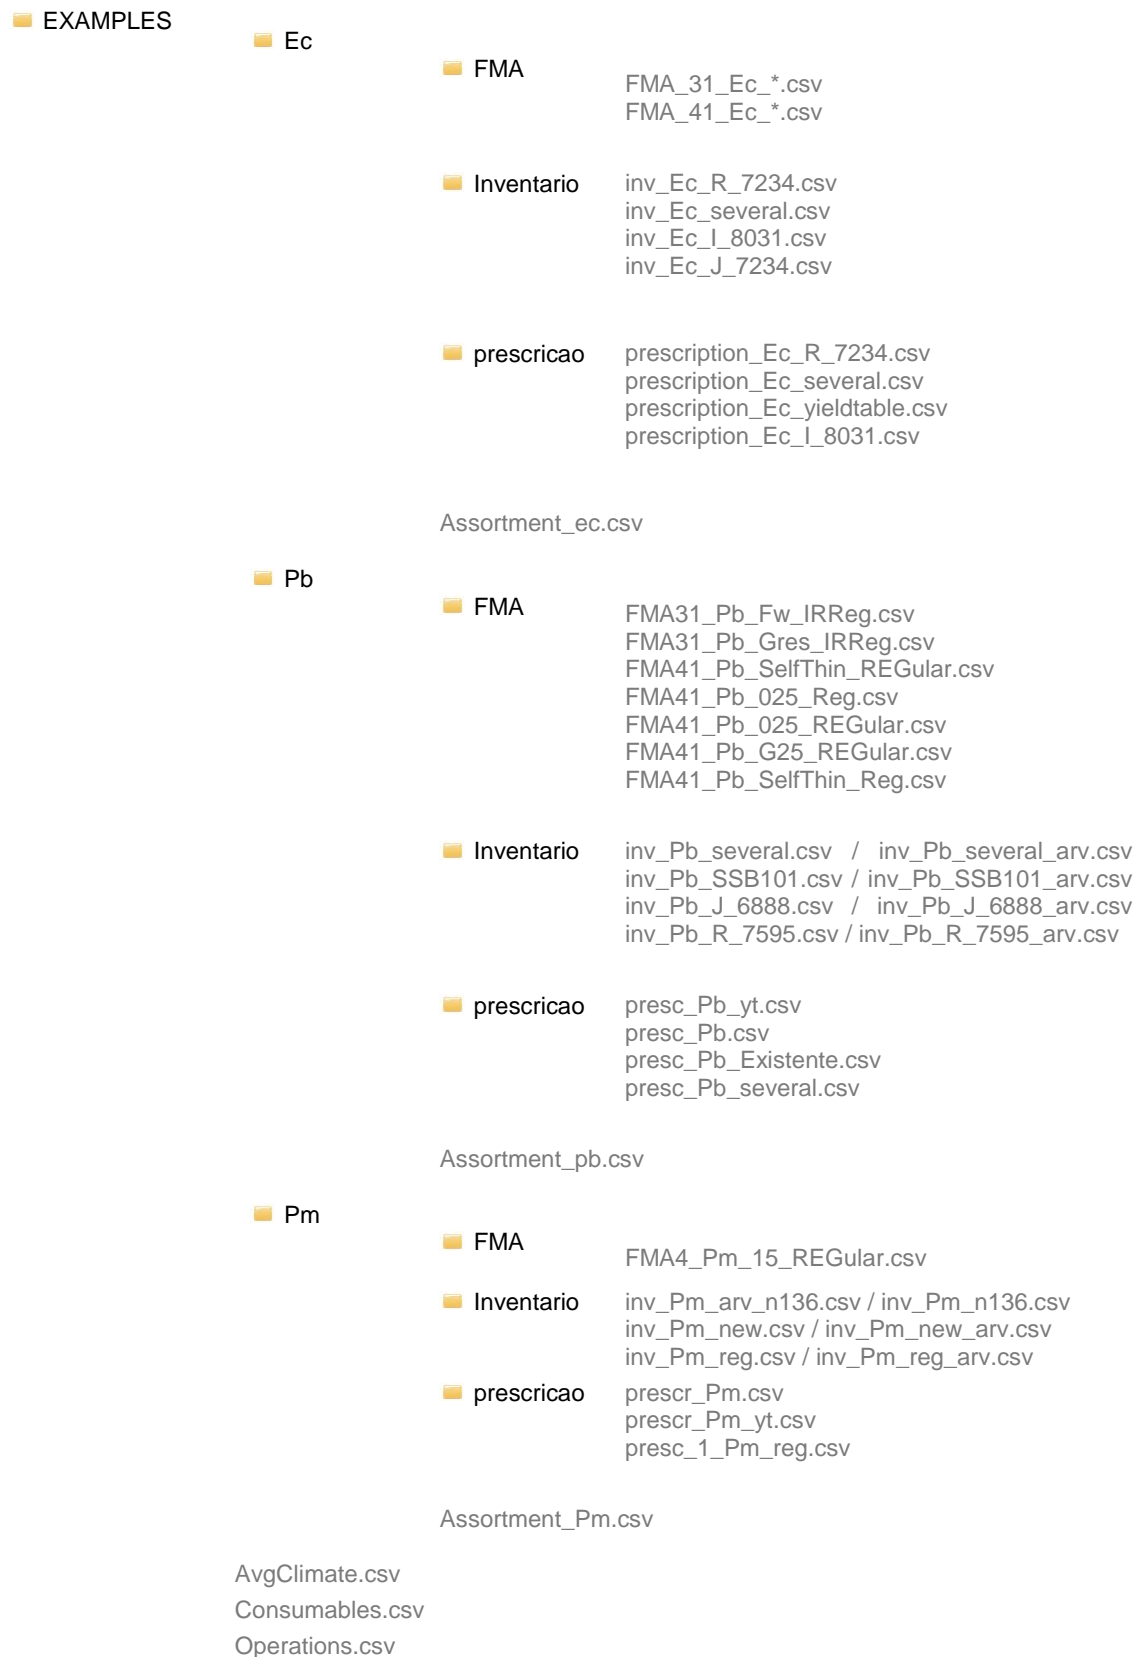 EXAMPLES
Ec
FMA
FMA_31_Ec_*.csv
FMA_41_Ec_*.csv
Inventario inv_Ec_R_7234.csv
inv_Ec_several.csv
inv_Ec_I_8031.csv
inv_Ec_J_7234.csv
prescricao prescription_Ec_R_7234.csv
prescription_Ec_several.csv
prescription_Ec_yieldtable.csv
prescription_Ec_I_8031.csv
Assortment_ec.csv
Pb
FMA FMA31_Pb_Fw_IRReg.csv
FMA31_Pb_Gres_IRReg.csv
FMA41_Pb_SelfThin_REGular.csv
FMA41_Pb_025_Reg.csv
FMA41_Pb_025_REGular.csv
FMA41_Pb_G25_REGular.csv
FMA41_Pb_SelfThin_Reg.csv
Inventario inv_Pb_several.csv / inv_Pb_several_arv.csv
inv_Pb_SSB101.csv / inv_Pb_SSB101_arv.csv
inv_Pb_J_6888.csv / inv_Pb_J_6888_arv.csv
inv_Pb_R_7595.csv / inv_Pb_R_7595_arv.csv
prescricao presc_Pb_yt.csv
presc_Pb.csv
presc_Pb_Existente.csv
presc_Pb_several.csv
Assortment_pb.csv
Pm
FMA
FMA4_Pm_15_REGular.csv
Inventario inv_Pm_arv_n136.csv / inv_Pm_n136.csv
inv_Pm_new.csv / inv_Pm_new_arv.csv
inv_Pm_reg.csv / inv_Pm_reg_arv.csv
prescricao prescr_Pm.csv
prescr_Pm_yt.csv
presc_1_Pm_reg.csv
Assortment_Pm.csv
AvgClimate.csv
Consumables.csv
Operations.csv